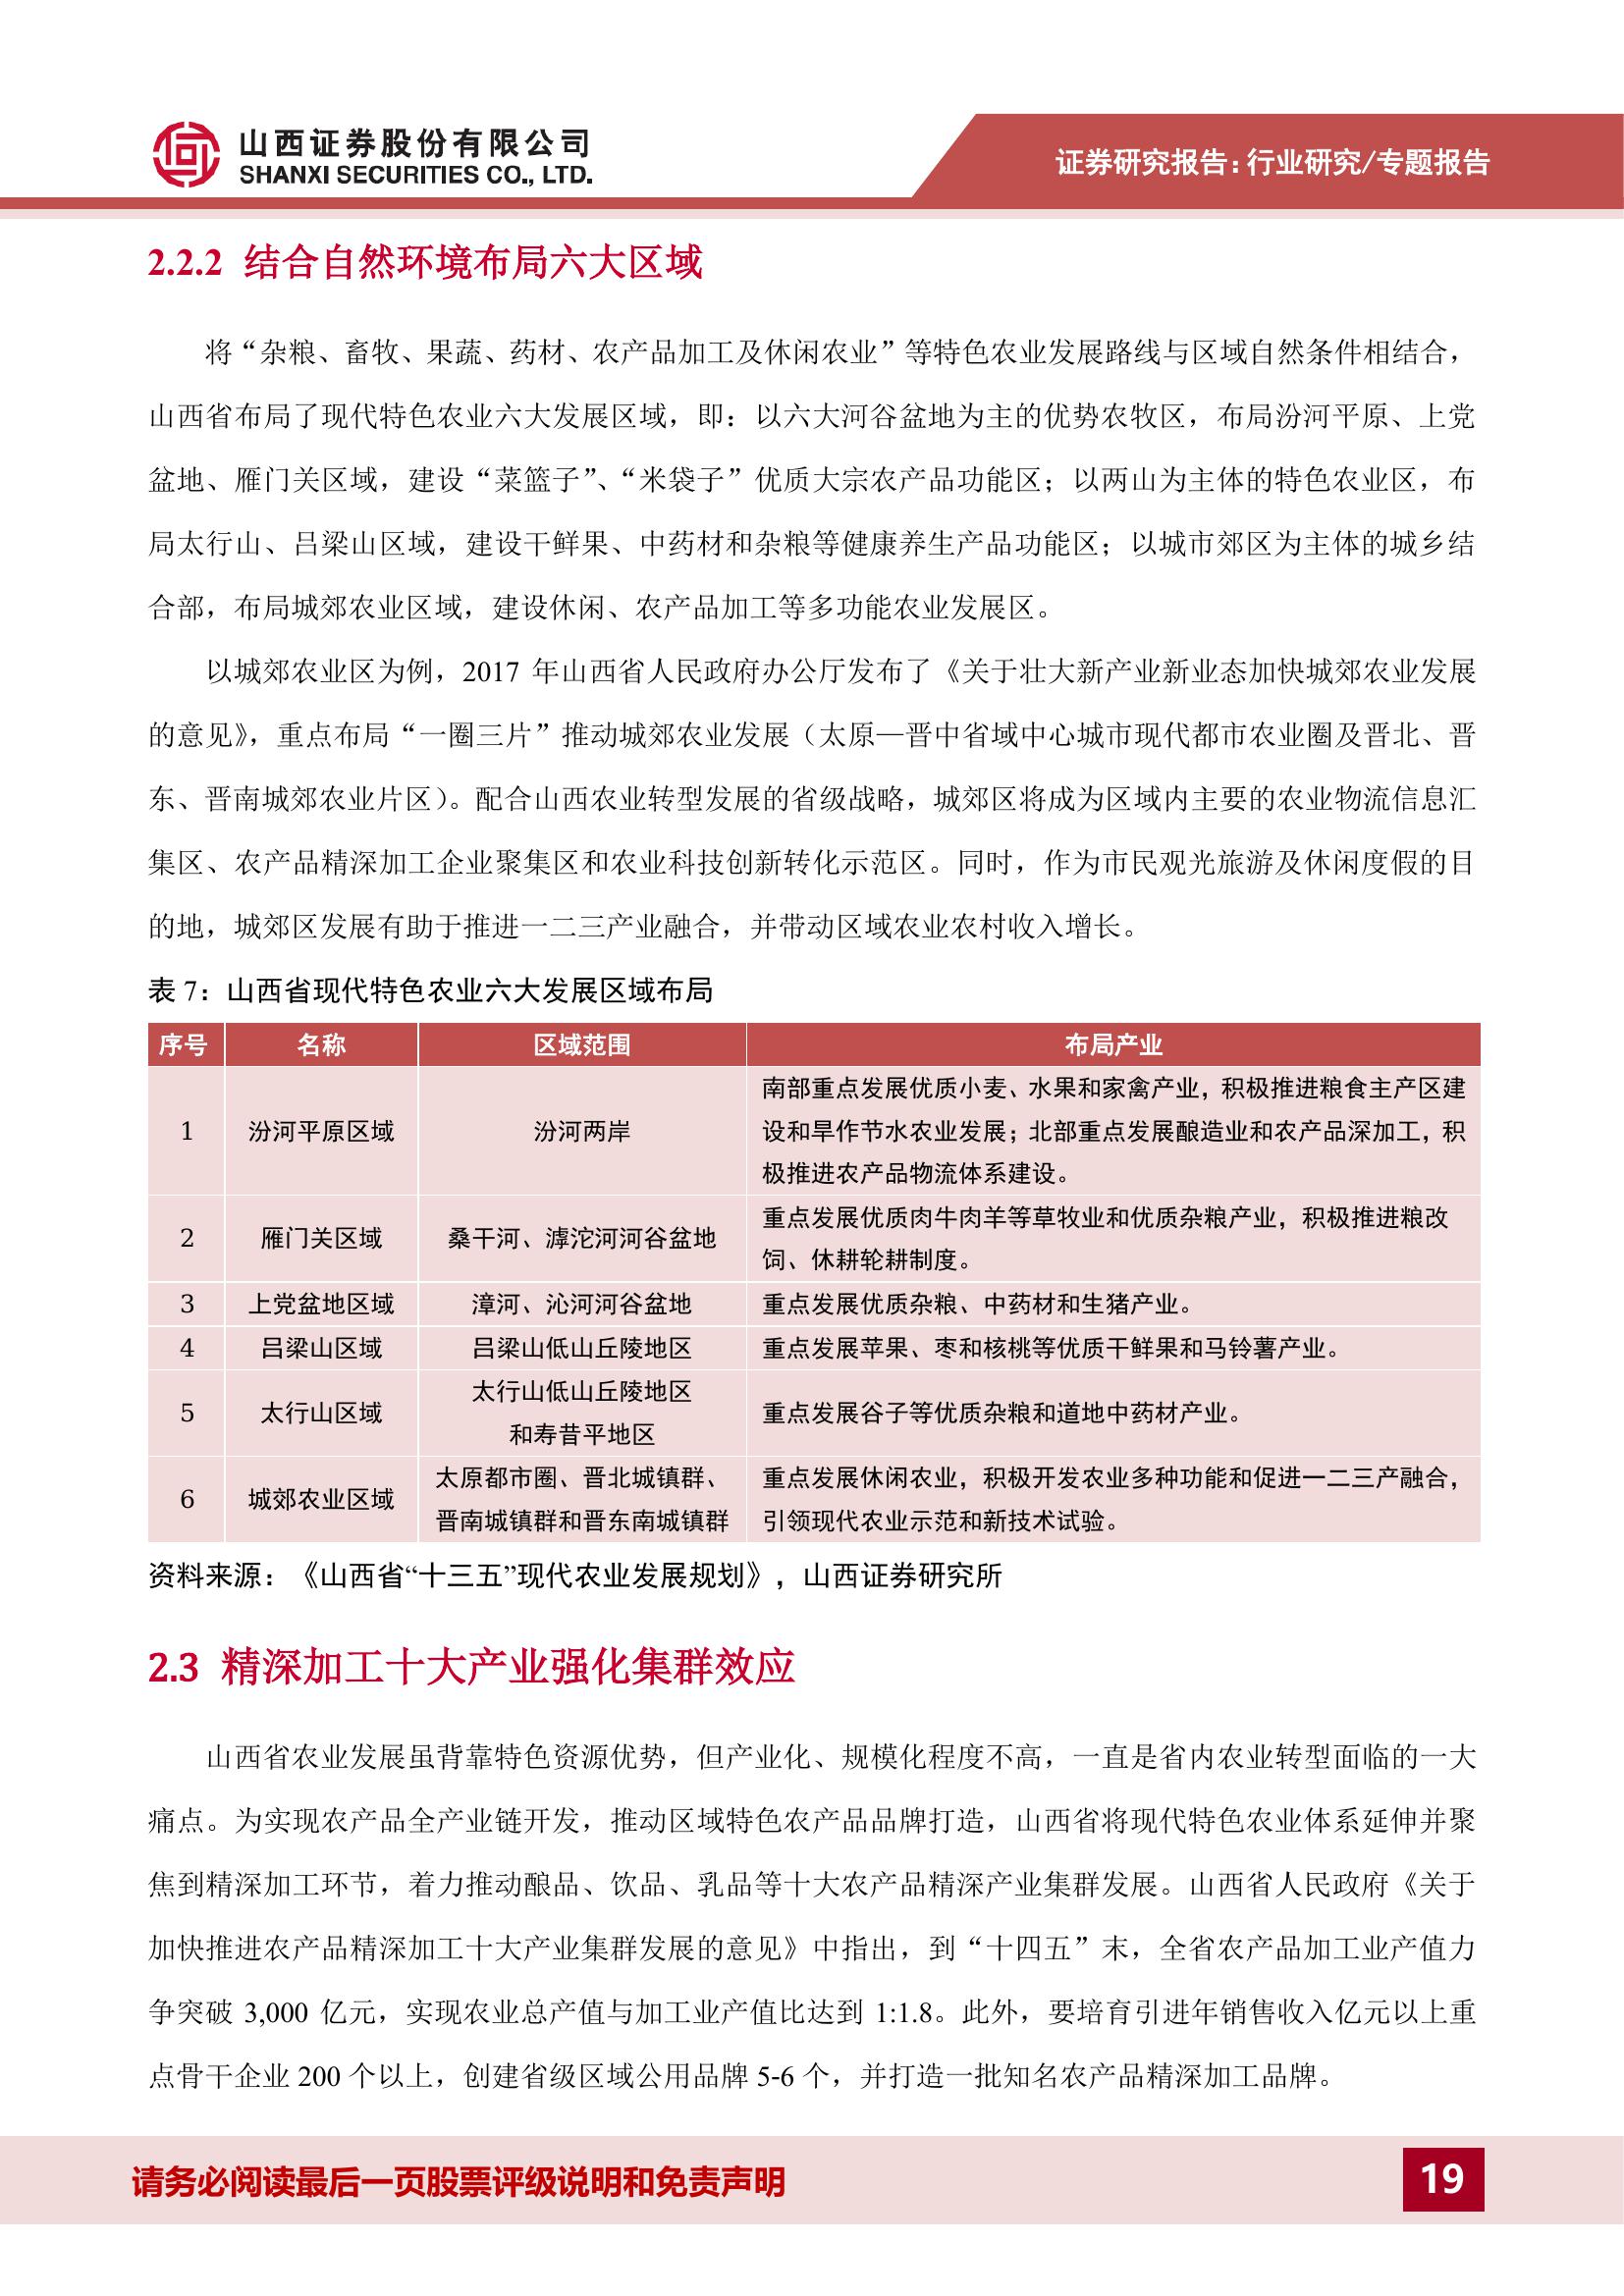 山西证券股份有限公司
SHANXI SECURITIES CO., LTD.
证券研究报告：行业研究/专题报告
2.2.2 结合自然环境布局六大区域
将“杂粮、畜牧、果蔬、药材、农产品加工及休闲农业”等特色农业发展路线与区域自然条件相结合，
山西省布局了现代特色农业六大发展区域，即：以六大河谷盆地为主的优势农牧区，布局汾河平原、上党
盆地、雁门关区域，建设“菜篮子”、“米袋子”优质大宗农产品功能区；以两山为主体的特色农业区，布
局太行山、吕梁山区域，建设干鲜果、中药材和杂粮等健康养生产品功能区；以城市郊区为主体的城乡结
合部，布局城郊农业区域，建设休闲、农产品加工等多功能农业发展区。
以城郊农业区为例，2017 年山西省人民政府办公厅发布了《关于壮大新产业新业态加快城郊农业发展
的意见》，重点布局“一圈三片”推动城郊农业发展（太原—晋中省域中心城市现代都市农业圈及晋北、晋
东、晋南城郊农业片区）。配合山西农业转型发展的省级战略，城郊区将成为区域内主要的农业物流信息汇
集区、农产品精深加工企业聚集区和农业科技创新转化示范区。同时，作为市民观光旅游及休闲度假的目
的地，城郊区发展有助于推进一二三产业融合，并带动区域农业农村收入增长。
表 7：山西省现代特色农业六大发展区域布局
序号 名称 区域范围 布局产业
1 汾河平原区域 汾河两岸 南部重点发展优质小麦、水果和家禽产业，积极推进粮食主产区建
设和旱作节水农业发展；北部重点发展酿造业和农产品深加工，积
极推进农产品物流体系建设。
2 雁门关区域 桑干河、滹沱河河谷盆地 重点发展优质肉牛肉羊等草牧业和优质杂粮产业，积极推进粮改
饲、休耕轮耕制度。
3 上党盆地区域 漳河、沁河河谷盆地 重点发展优质杂粮、中药材和生猪产业。
4 吕梁山区域 吕梁山低山丘陵地区 重点发展苹果、枣和核桃等优质干鲜果和马铃薯产业。
5 太行山区域 太行山低山丘陵地区
和寿昔平地区 重点发展谷子等优质杂粮和道地中药材产业。
6 城郊农业区域 太原都市圈、晋北城镇群、
晋南城镇群和晋东南城镇群 重点发展休闲农业，积极开发农业多种功能和促进一二三产融合，
引领现代农业示范和新技术试验。
资料来源：《山西省“十三五”现代农业发展规划》，山西证券研究所
2.3 精深加工十大产业强化集群效应
山西省农业发展虽背靠特色资源优势，但产业化、规模化程度不高，一直是省内农业转型面临的一大
痛点。为实现农产品全产业链开发，推动区域特色农产品品牌打造，山西省将现代特色农业体系延伸并聚
焦到精深加工环节，着力推动酿品、饮品、乳品等十大农产品精深产业集群发展。山西省人民政府《关于
加快推进农产品精深加工十大产业集群发展的意见》中指出，到“十四五”末，全省农产品加工业产值力
争突破 3,000 亿元，实现农业总产值与加工业产值比达到 1:1.8。此外，要培育引进年销售收入亿元以上重
点骨干企业 200 个以上，创建省级区域公用品牌 5-6 个，并打造一批知名农产品精深加工品牌。
请务必阅读最后一页股票评级说明和免责声明
19